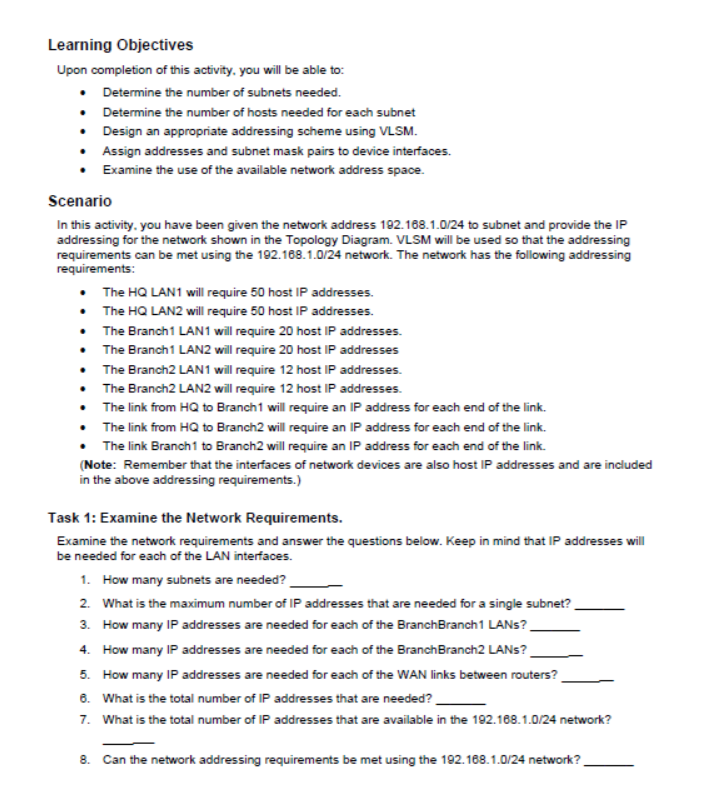 Learning Objectives
Upon completion of this activity, you will be able to:
• Determine the number of subnets needed.
• Determine the number of hosts needed for each subnet
• Design an appropriate addressing scheme using VLSM.
• Assign addresses and subnet mask pairs to device interfaces.
• Examine the use of the available network address space.
Scenario
In this activity, you have been given the network address 192.168.1.0/24 to subnet and provide the IP
addressing for the network shown in the Topology Diagram. VLSM will be used so that the addressing
requirements can be met using the 192.168.1.0/24 network. The network has the following addressing
requirements:
• The HQ LAN1 will require 50 host IP addresses.
• The HQ LAN2 will require 50 host IP addresses.
• The Branch1 LAN1 will require 20 host IP addresses.
• The Branch1 LAN2 will require 20 host IP addresses
• The Branch2 LAN1 will require 12 host IP addresses.
• The Branch2 LAN2 will require 12 host IP addresses.
• The link from HQ to Branch1 will require an IP address for each end of the link.
• The link from HQ to Branch2 will require an IP address for each end of the link.
• The link Branch1 to Branch2 will require an IP address for each end of the link.
(Note: Remember that the interfaces of network devices are also host IP addresses and are included
in the above addressing requirements.)
Task 1: Examine the Network Requirements.
Examine the network requirements and answer the questions below. Keep in mind that IP addresses will
be needed for each of the LAN interfaces.
1. How many subnets are needed? _______
2. What is the maximum number of IP addresses that are needed for a single subnet? _______
3. How many IP addresses are needed for each of the BranchBranch1 LANs? _______
4. How many IP addresses are needed for each of the BranchBranch2 LANs? _______
5. How many IP addresses are needed for each of the WAN links between routers? _______
6. What is the total number of IP addresses that are needed? _______
7. What is the total number of IP addresses that are available in the 192.168.1.0/24 network?
_______
8. Can the network addressing requirements be met using the 192.168.1.0/24 network? _______